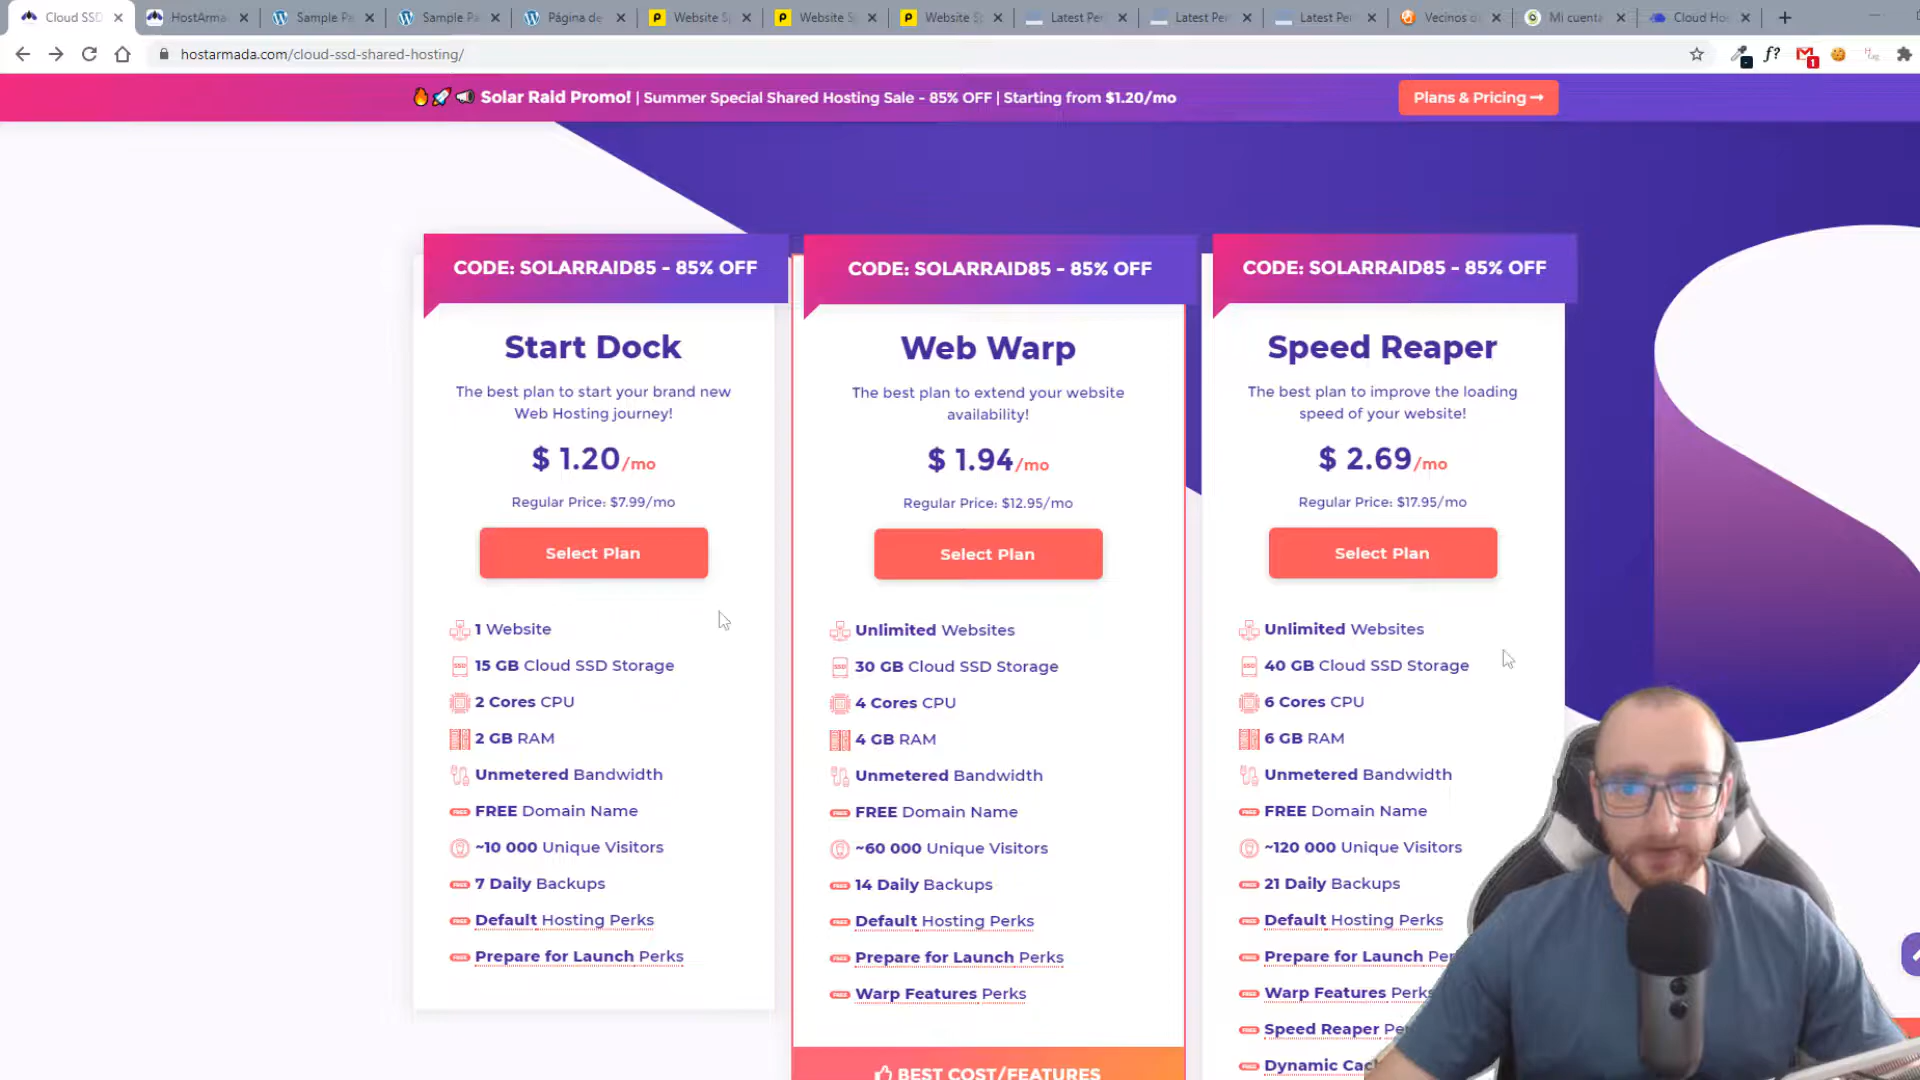 Cloud SSD
HostArma
Sample Pa
Sample Pa
Página de
Website Sp
Website Sp
Website Sp
Latest Per
Latest Per
Latest Per
Vecinos d
Mi cuenta
Cloud Ho
hostarmada.com/cloud-ssd-shared-hosting/
Solar Raid Promo! | Summer Special Shared Hosting Sale - 85% OFF | Starting from $1.20/mo
Plans & Pricing →
CODE: SOLARRAID85 - 85% OFF
Start Dock
The best plan to start your brand new
Web Hosting journey!
$ 1.20/mo
Regular Price: $7.99/mo
Select Plan
1 Website
15 GB Cloud SSD Storage
2 Cores CPU
2 GB RAM
Unmetered Bandwidth
FREE Domain Name
~10 000 Unique Visitors
7 Daily Backups
Default Hosting Perks
Prepare for Launch Perks
CODE: SOLARRAID85 - 85% OFF
Web Warp
The best plan to extend your website
availability!
$ 1.94/mo
Regular Price: $12.95/mo
Select Plan
Unlimited Websites
30 GB Cloud SSD Storage
4 Cores CPU
4 GB RAM
Unmetered Bandwidth
FREE Domain Name
~60 000 Unique Visitors
14 Daily Backups
Default Hosting Perks
Prepare for Launch Perks
Warp Features Perks
BEST COST/FEATURES
CODE: SOLARRAID85 - 85% OFF
Speed Reaper
The best plan to improve the loading
speed of your website!
$ 2.69/mo
Regular Price: $17.95/mo
Select Plan
Unlimited Websites
40 GB Cloud SSD Storage
6 Cores CPU
6 GB RAM
Unmetered Bandwidth
FREE Domain Name
~120 000 Unique Visitors
21 Daily Backups
Default Hosting Perks
Prepare for Launch Per
Warp Features Perks
Speed Reaper Pe
Dynamic Cac